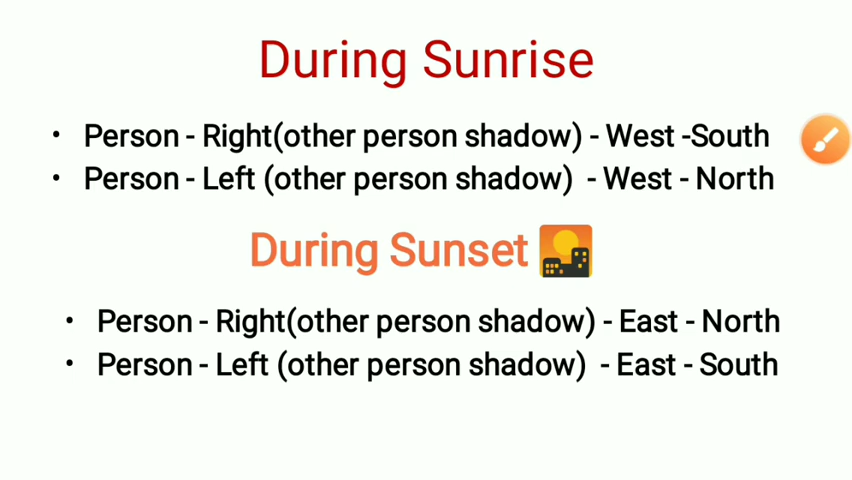 During Sunrise
• Person - Right(other person shadow) - West -South
• Person - Left (other person shadow) - West - North
During Sunset
• Person - Right(other person shadow) - East - North
• Person - Left (other person shadow) - East - South